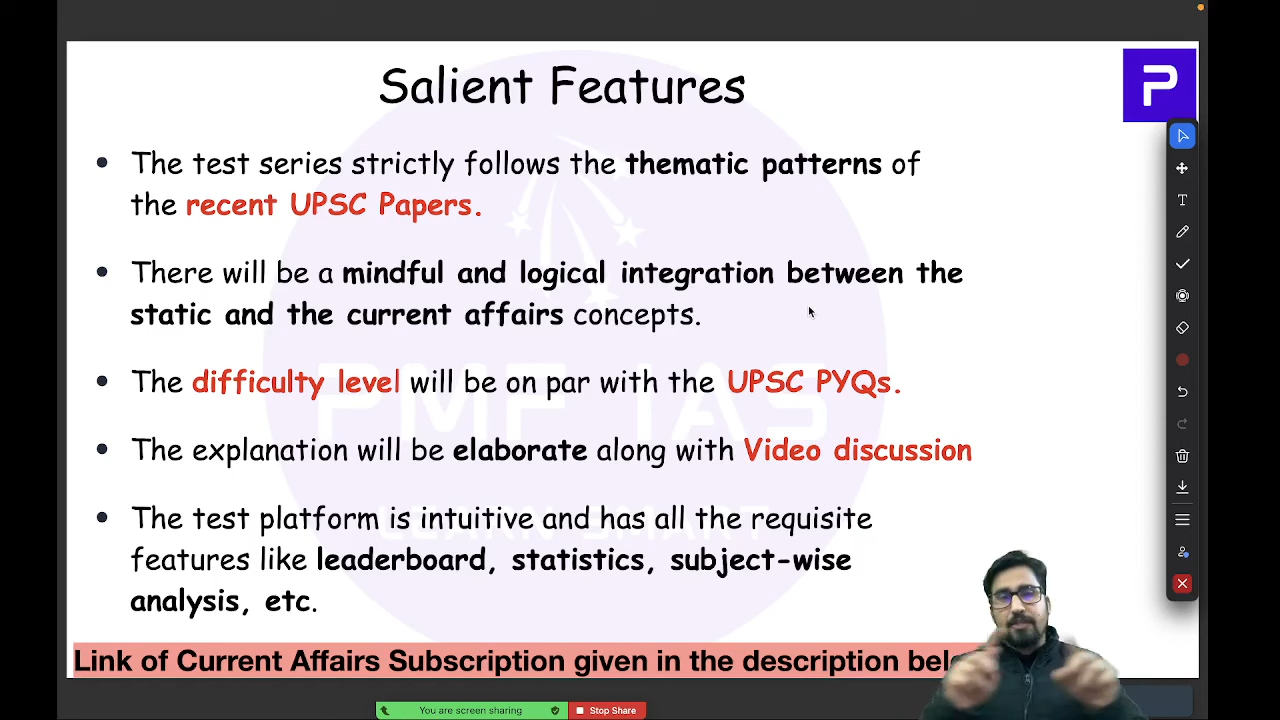 Salient Features
P
• The test series strictly follows the thematic patterns of
the recent UPSC Papers.
• There will be a mindful and logical integration between the
static and the current affairs concepts.
• The difficulty level will be on par with the UPSC PYQs.
• The explanation will be elaborate along with Video discussion
• The test platform is intuitive and has all the requisite
features like leaderboard, statistics, subject-wise
analysis, etc.
PMF IAS
LEARN SMART
Link of Current Affairs Subscription given in the description
You are screen sharing
Stop Share